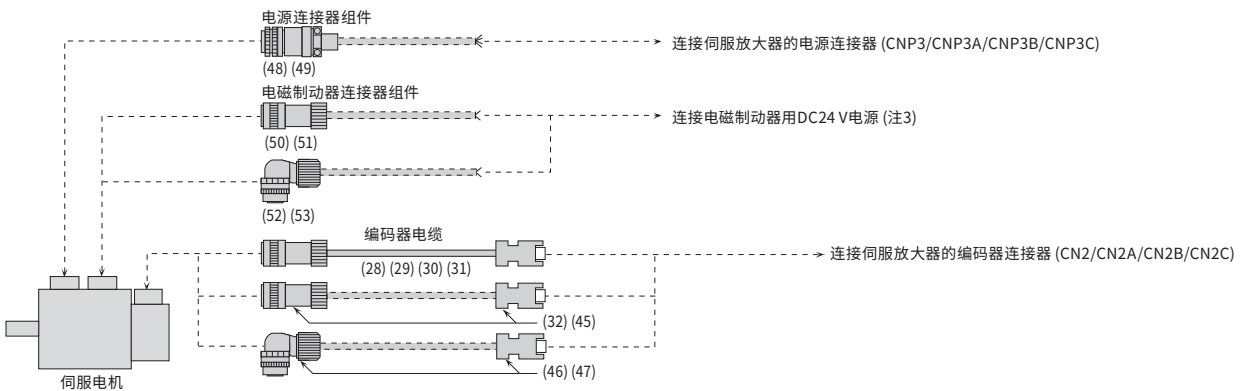 电源连接器组件
连接伺服放大器的电源连接器 (CNP3/CNP3A/CNP3B/CNP3C)
(48) (49)
电磁制动器连接器组件
连接电磁制动器用DC24 V电源 (注3)
(50) (51)
(52) (53)
编码器电缆
连接伺服放大器的编码器连接器 (CN2/CN2A/CN2B/CN2C)
(28) (29) (30) (31)
(32) (45)
(46) (47)
伺服电机